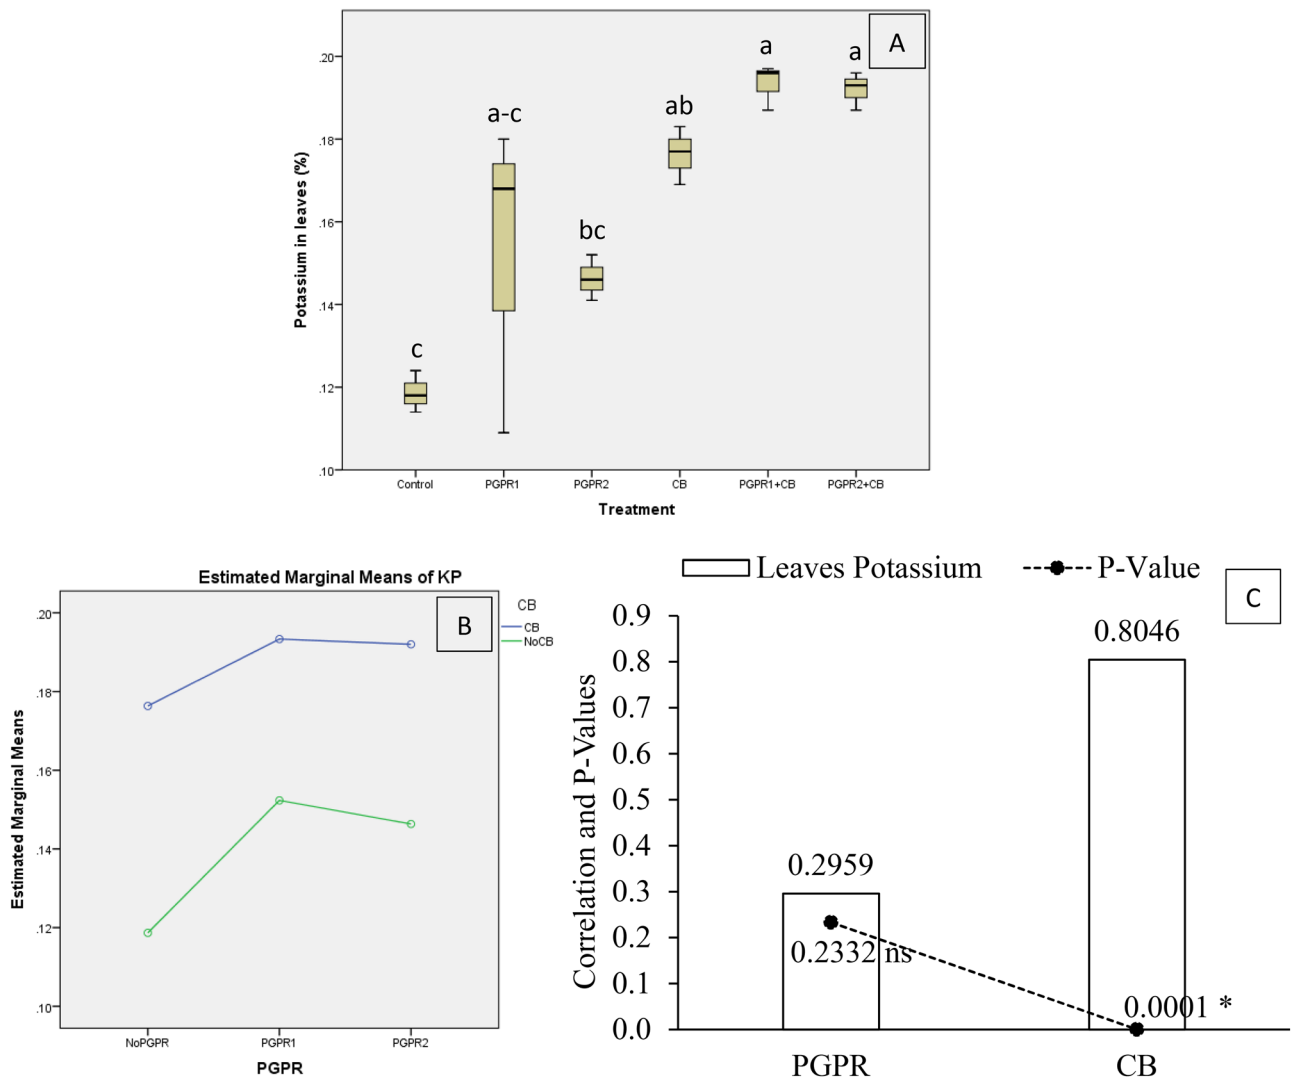 A
a
a
ab
a-c
bc
c
Potassium in leaves (%)
.20
.18
.16
.14
.12
.10
Control PGPR1 PGPR2 CB PGPR1+CB PGPR2+CB
Treatment
Estimated Marginal Means of KP
B
CB
CB
NoCB
Estimated Marginal Means
.20
.18
.16
.14
.12
.10
NoPGPR PGPR1 PGPR2
PGPR
Leaves Potassium P-Value
C
Correlation and P-Values
0.9
0.8
0.7
0.6
0.5
0.4
0.3
0.2
0.1
0.0
0.8046
0.2959
0.2332 ns
0.0001 *
PGPR CB